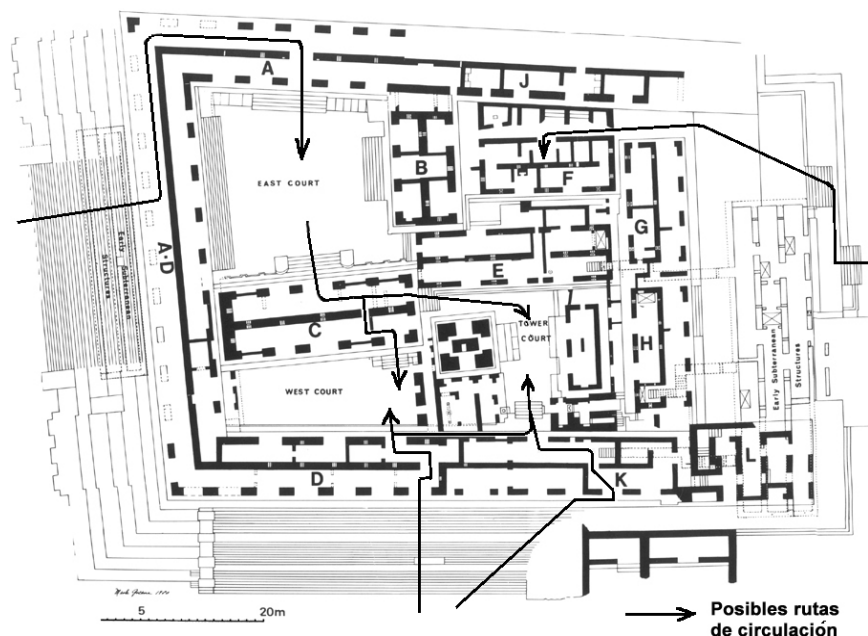 A
J
B
EAST COURT
F
G
A-D
Early Subterranean
Structures
E
C
TOWER
COURT
H
WEST COURT
Early Subterranean
Structures
D
K
L
5 20m
Posibles rutas
de circulación